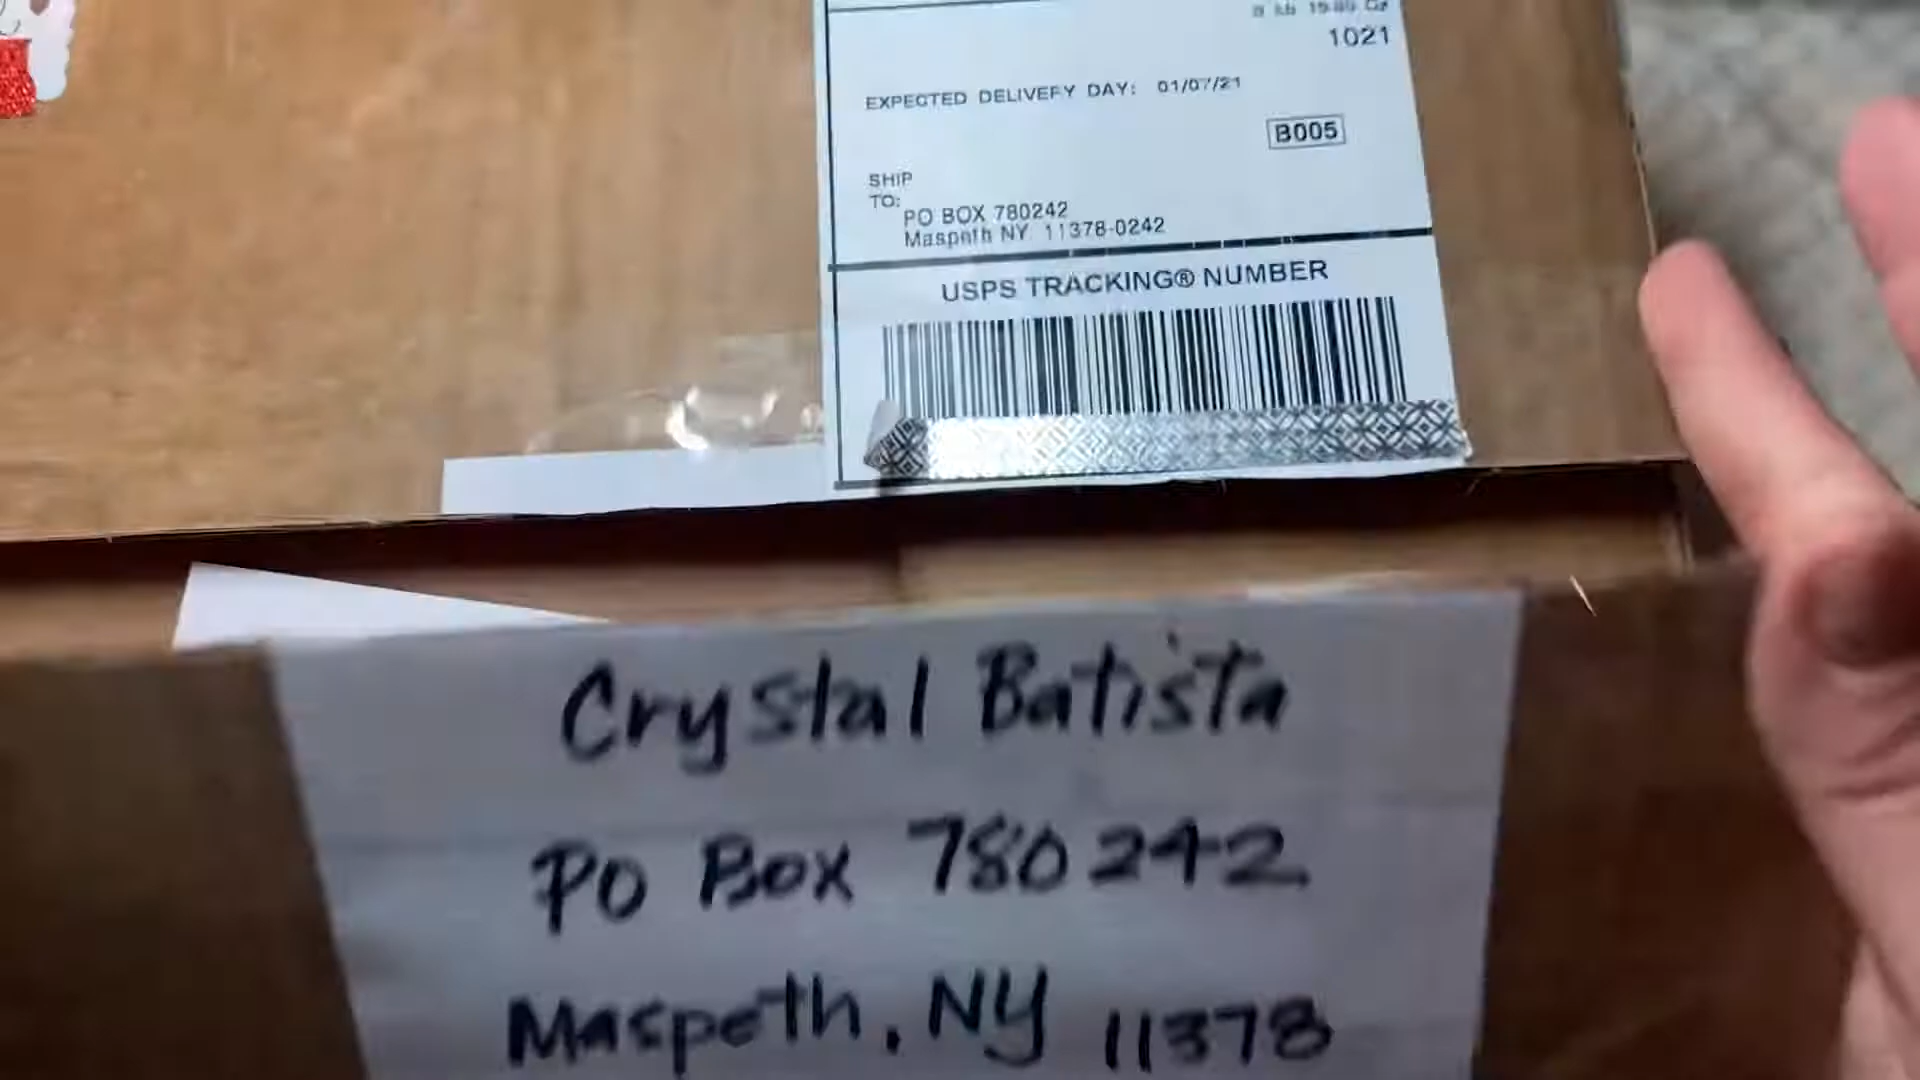 1021
EXPECTED DELIVERY DAY: 01/07/21
B005
SHIP
TO:
PO BOX 780242
Maspeth NY 11378-0242
USPS TRACKING® NUMBER
Crystal Batista
PO Box 780242
Maspeth, NY 11378